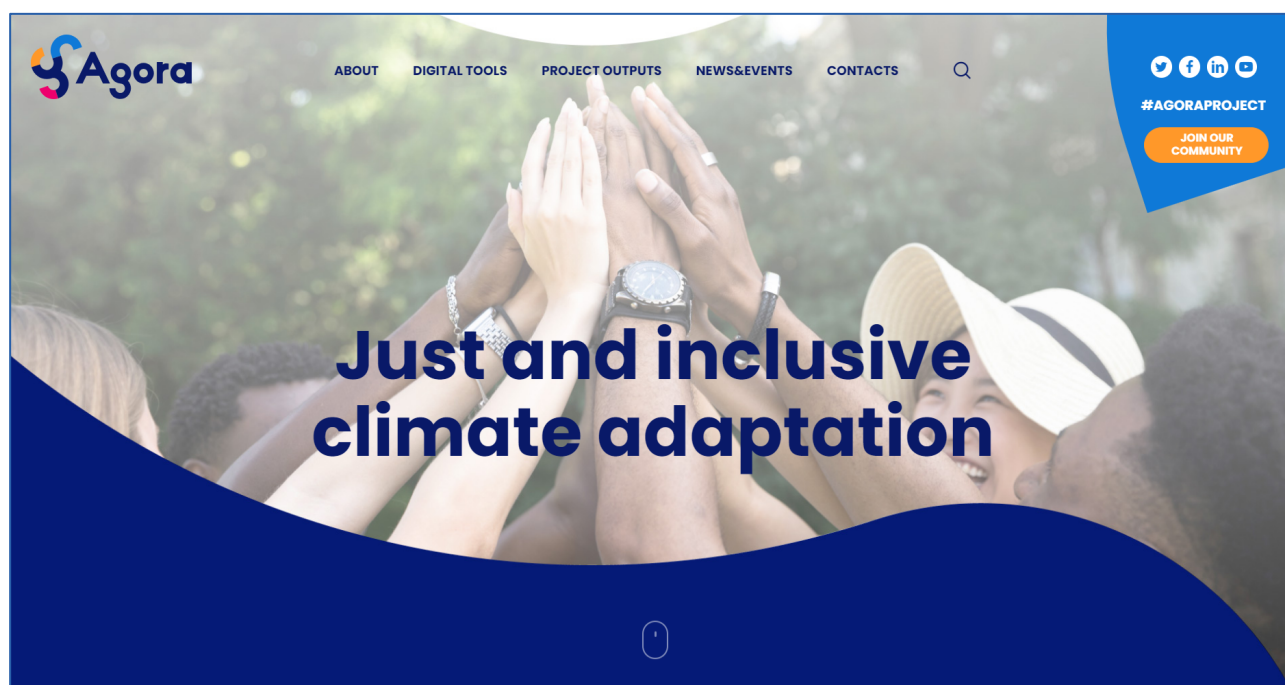 Agora
ABOUT DIGITAL TOOLS PROJECT OUTPUTS NEWS&EVENTS CONTACTS
#AGORAPROJECT
JOIN OUR
COMMUNITY
Just and inclusive
climate adaptation